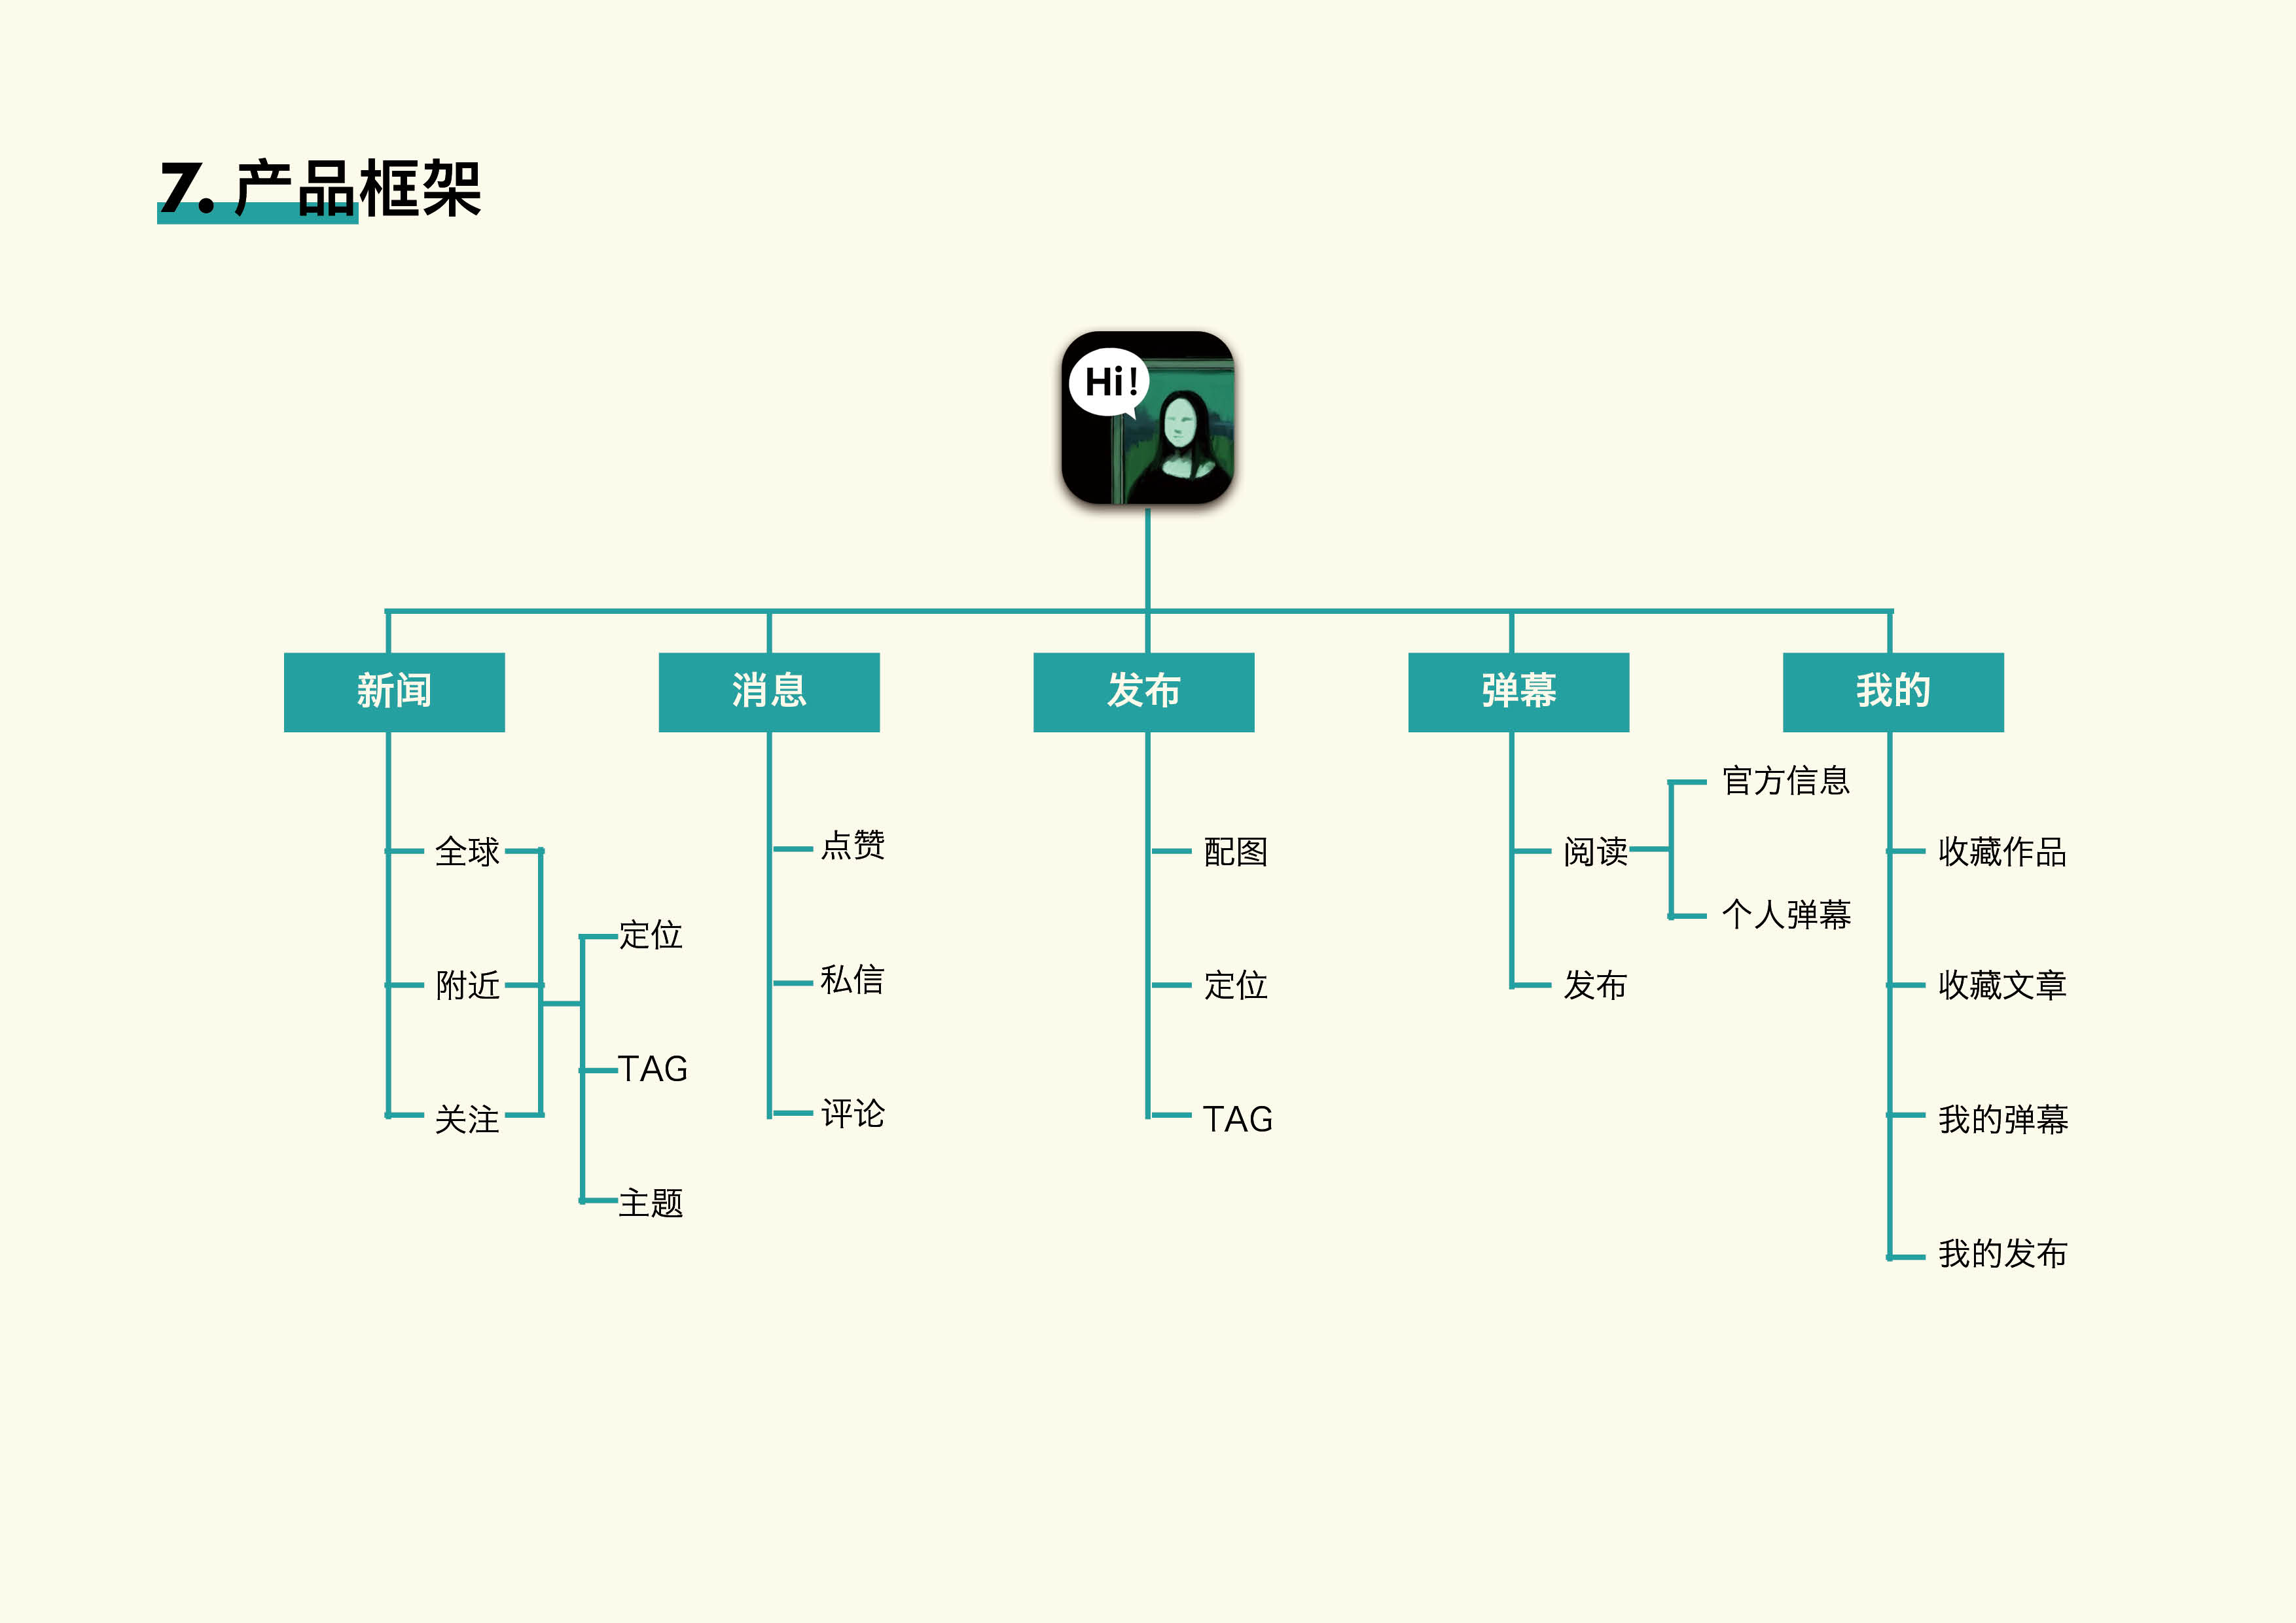 7. 产品框架
Hi!
新闻
消息
发布
弹幕
我的
全球
附近
关注
定位
TAG
主题
点赞
私信
评论
配图
定位
TAG
阅读
发布
官方信息
个人弹幕
收藏作品
收藏文章
我的弹幕
我的发布